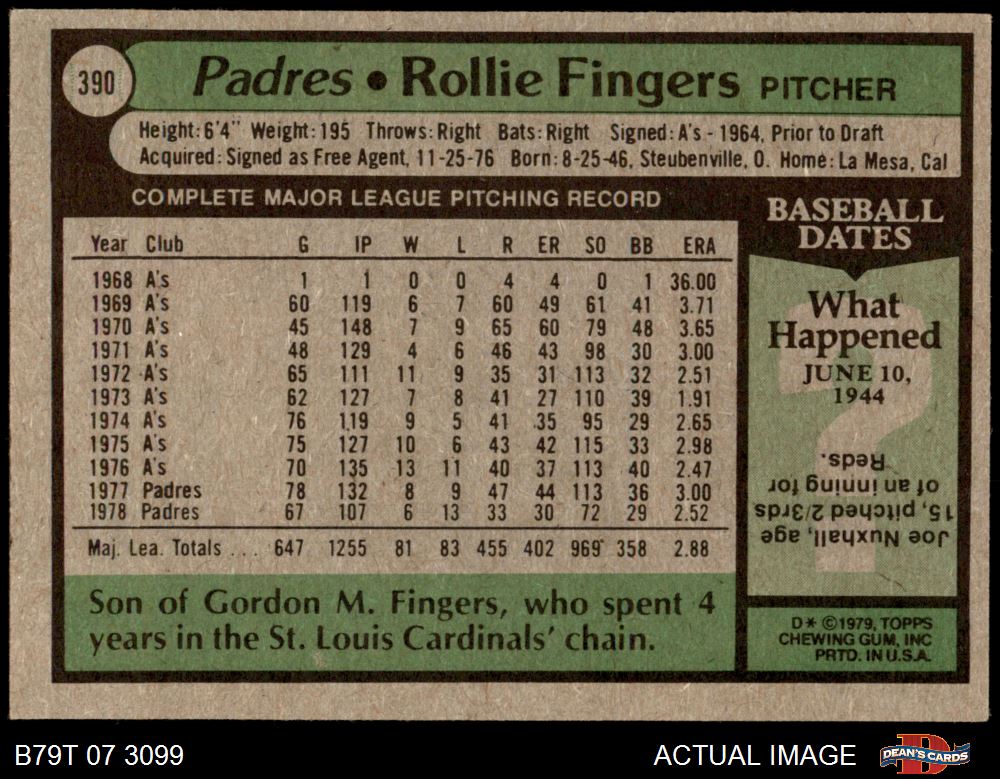 390
Padres • Rollie Fingers PITCHER
Height: 6'4" Weight: 195 Throws: Right Bats: Right Signed: A's - 1964, Prior to Draft
Acquired: Signed as Free Agent, 11-25-76 Born: 8-25-46, Steubenville, O. Home: La Mesa, Cal
COMPLETE MAJOR LEAGUE PITCHING RECORD
Year Club G IP W L R ER SO BB ERA
1968 A's 1 1 0 0 4 4 0 1 36.00
1969 A's 60 119 6 7 60 49 61 41 3.71
1970 A's 45 148 7 9 65 60 79 48 3.65
1971 A's 48 129 4 6 46 43 98 30 3.00
1972 A's 65 111 11 9 35 31 113 32 2.51
1973 A's 62 127 7 8 41 27 110 39 1.91
1974 A's 76 119 9 5 41 35 95 29 2.65
1975 A's 75 127 10 6 43 42 115 33 2.98
1976 A's 70 135 13 11 40 37 113 40 2.47
1977 Padres 78 132 8 9 47 44 113 36 3.00
1978 Padres 67 107 6 13 33 30 72 29 2.52
Maj. Lea. Totals ... 647 1255 81 83 455 402 969 358 2.88
Son of Gordon M. Fingers, who spent 4
years in the St. Louis Cardinals' chain.
BASEBALL
DATES
What
Happened
JUNE 10,
1944
?
Joe Nuxhall, age
15, pitched 2/3rds
of an inning for
Reds.
D* ©1979, TOPPS
CHEWING GUM, INC
PRTD. IN U.S.A.
B79T 07 3099
ACTUAL IMAGE
D
DEAN'S CARDS